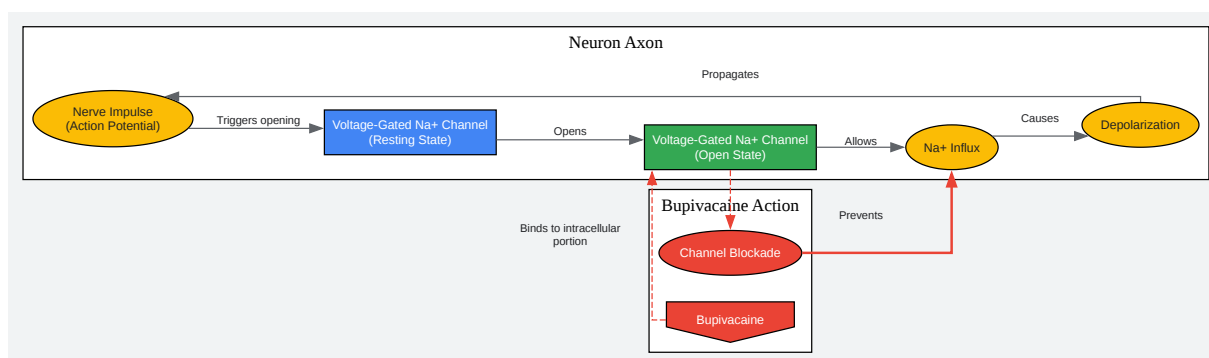 Neuron Axon
Propagates
Nerve Impulse
(Action Potential)
Triggers opening
Voltage-Gated Na+ Channel
(Resting State)
Opens
Voltage-Gated Na+ Channel
(Open State)
Allows
Na+ Influx
Causes
Depolarization
Bupivacaine Action
Binds to intracellular
portion
Prevents
Channel Blockade
Bupivacaine